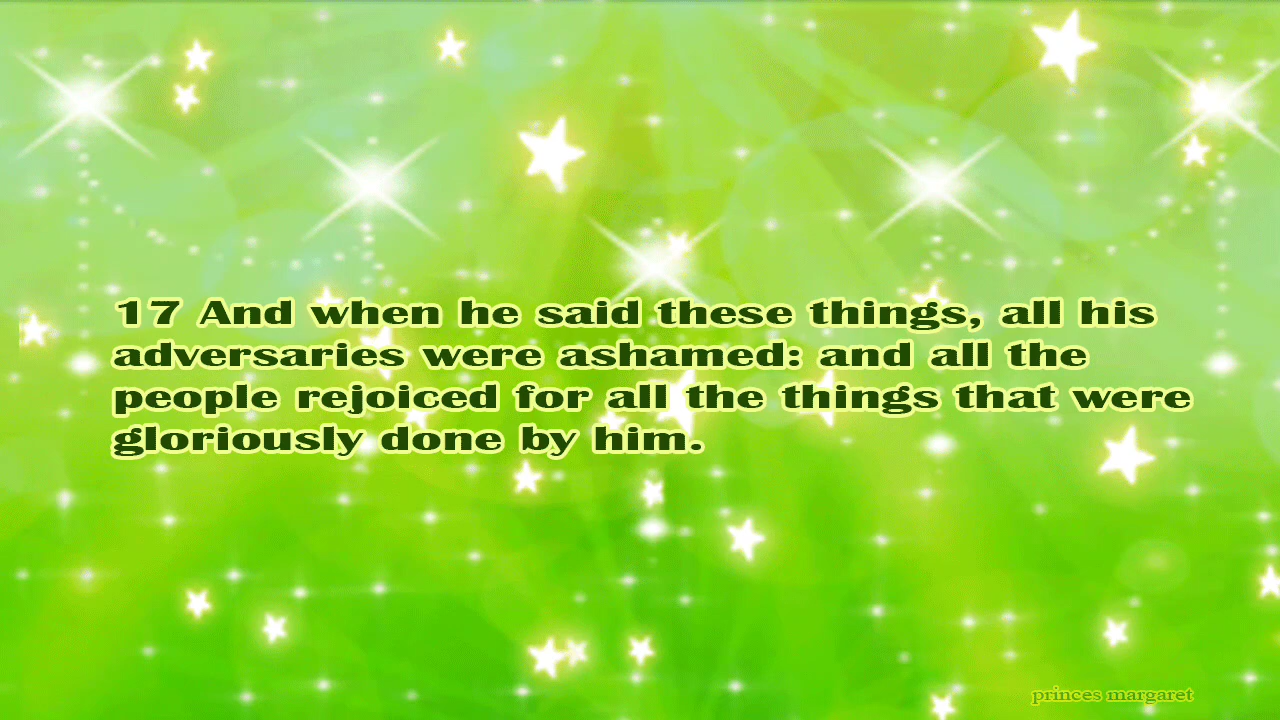 17 And when he said these things, all his
adversaries were ashamed: and all the
people rejoiced for all the things that were
gloriously done by him.
princes margaret